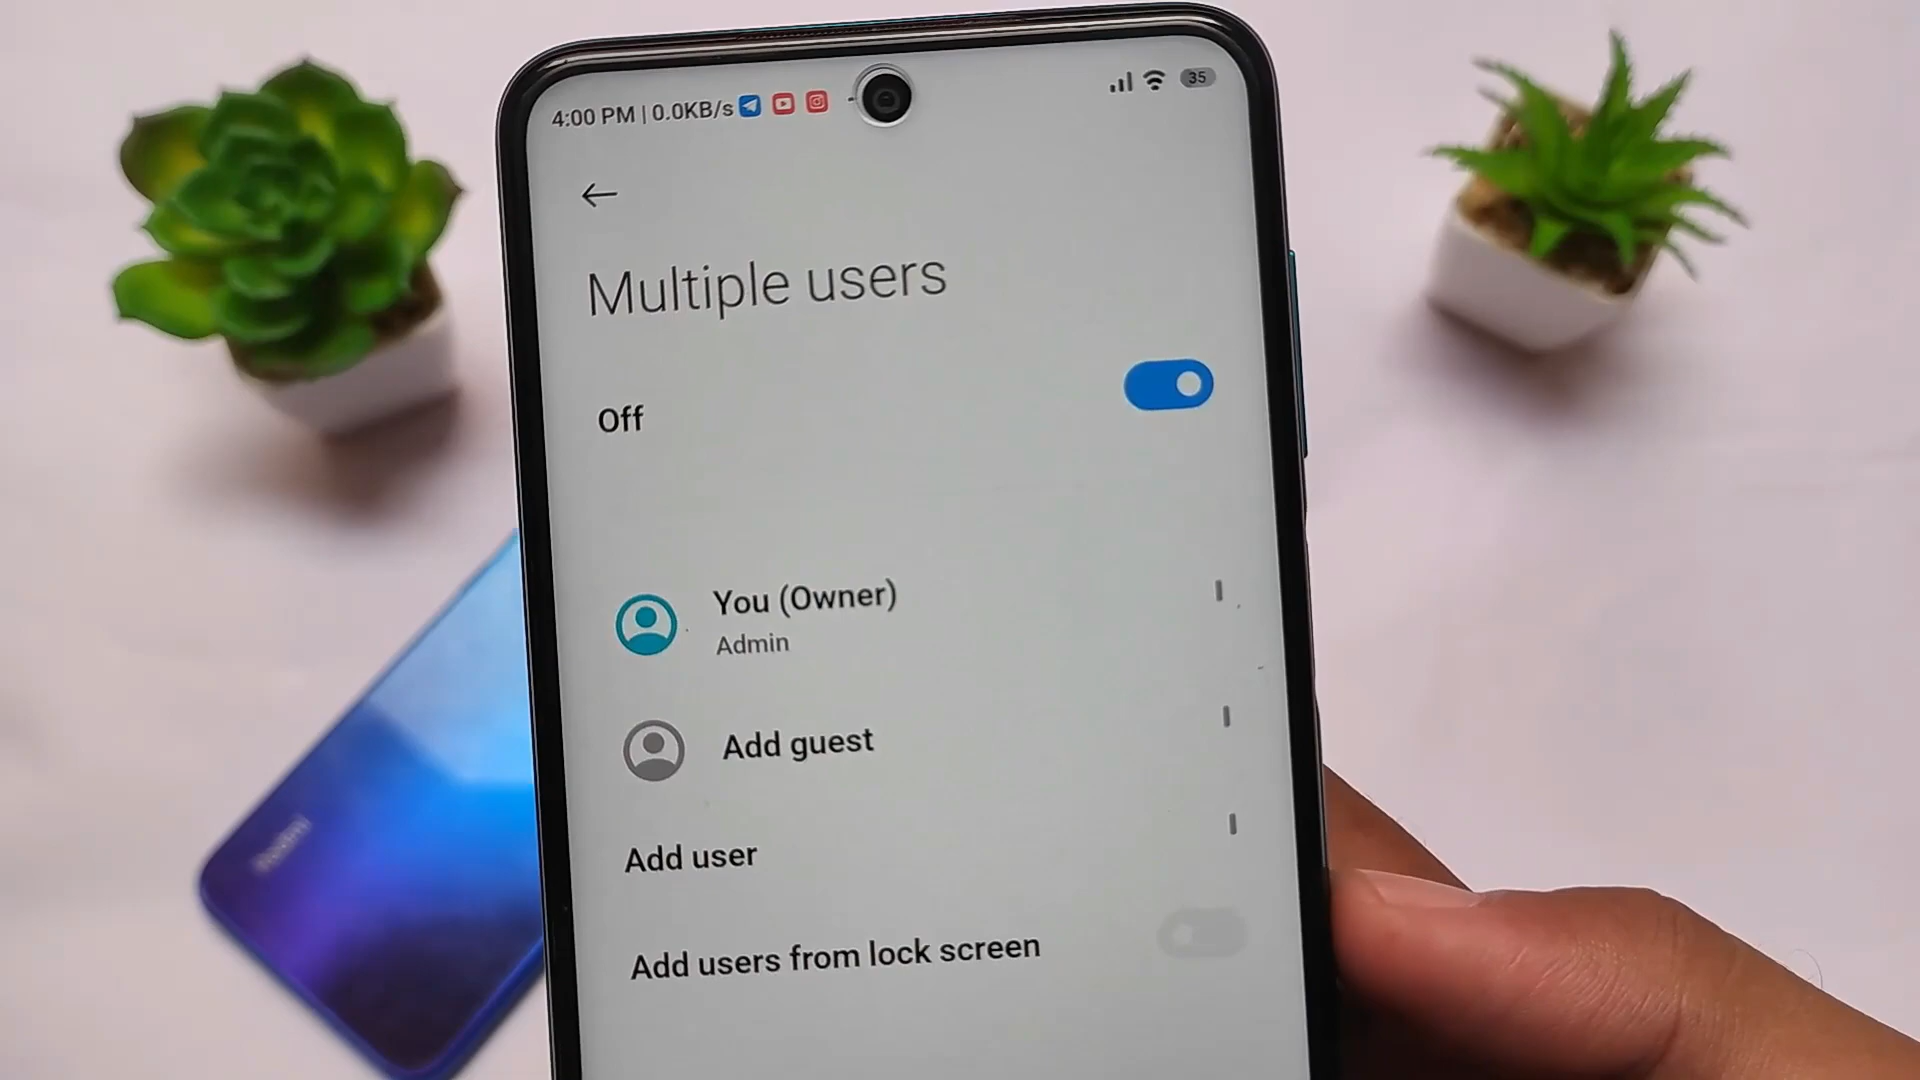 4:00 PM | 0.0KB/s
35
Multiple users
Off
You (Owner)
Admin
Add guest
Add user
Add users from lock screen
Redmi